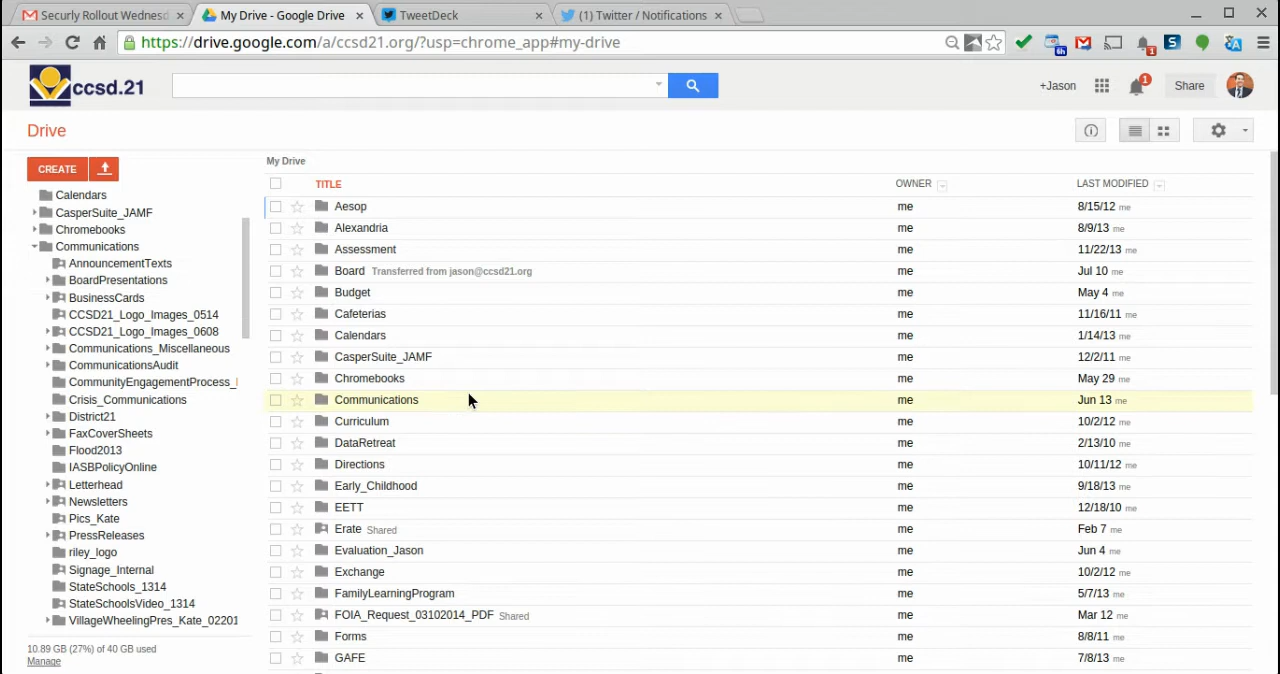 Securly Rollout Wednesd
My Drive - Google Drive
TweetDeck
(1) Twitter / Notifications
https://drive.google.com/a/ccsd21.org/?usp=chrome_app#my-drive
6h
1
S
ccsd.21
+Jason
1
Share
Drive
CREATE
My Drive
TITLE OWNER LAST MODIFIED
Calendars
CasperSuite_JAMF
Chromebooks
Communications
AnnouncementTexts
BoardPresentations
BusinessCards
CCSD21_Logo_Images_0514
CCSD21_Logo_Images_0608
Communications_Miscellaneous
CommunicationsAudit
CommunityEngagementProcess_
Crisis_Communications
District21
FaxCoverSheets
Flood2013
IASBPolicyOnline
Letterhead
Newsletters
Pics_Kate
PressReleases
riley_logo
Signage_Internal
StateSchools_1314
StateSchoolsVideo_1314
VillageWheelingPres_Kate_02201
10.89 GB (27%) of 40 GB used
Manage
Aesop me 8/15/12 me
Alexandria me 8/9/13 me
Assessment me 11/22/13 me
Board Transferred from jason@ccsd21.org me Jul 10 me
Budget me May 4 me
Cafeterias me 11/16/11 me
Calendars me 1/14/13 me
CasperSuite_JAMF me 12/2/11 me
Chromebooks me May 29 me
Communications me Jun 13 me
Curriculum me 10/2/12 me
DataRetreat me 2/13/10 me
Directions me 10/11/12 me
Early_Childhood me 9/18/13 me
EETT me 12/18/10 me
Erate Shared me Feb 7 me
Evaluation_Jason me Jun 4 me
Exchange me 10/2/12 me
FamilyLearningProgram me 5/7/13 me
FOIA_Request_03102014_PDF Shared me Mar 12 me
Forms me 8/8/11 me
GAFE me 7/8/13 me